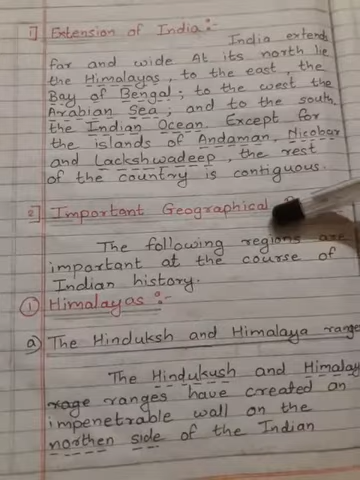 1] Extension of India :-
India extends
far and wide At its north lie
the Himalayas, to the east, the
Bay of Bengal; to the west the
Arabian Sea; and to the south,
the Indian Ocean. Except for
the islands of Andaman, Nicobar
and Lackshwadeep, the rest
of the country is contiguous.
2] Important Geographical
The following regions are
important at the course of
Indian history.
① Himalayas :-
a) The Hinduksh and Himalaya range
The Hindukush and Himalay
ranges have created an
impenetrable wall on the
northen side of the Indian